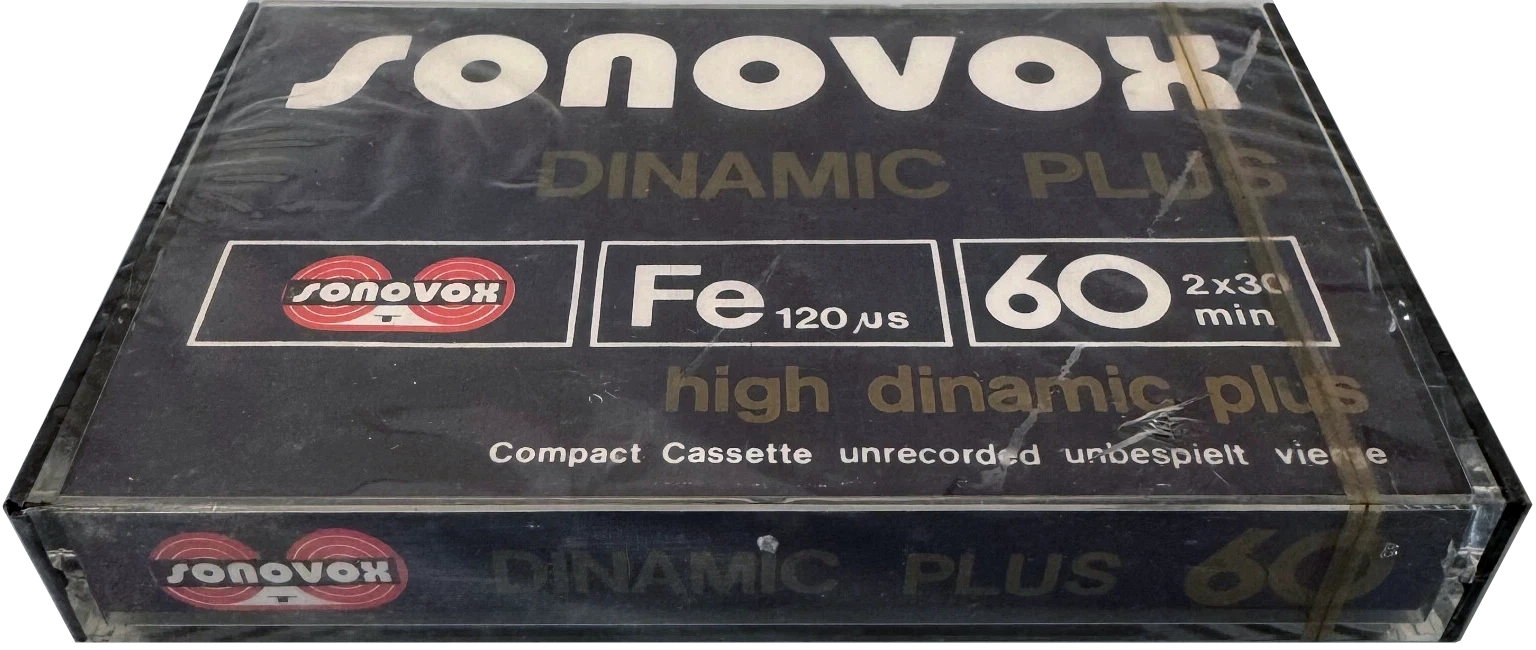 SONOVOX
DINAMIC PLUS
SONOVOX
Fe 120 µs
60 2x30 min
high dinamic plus
Compact Cassette unrecorded unbespielt vierge
SONOVOX DINAMIC PLUS 60